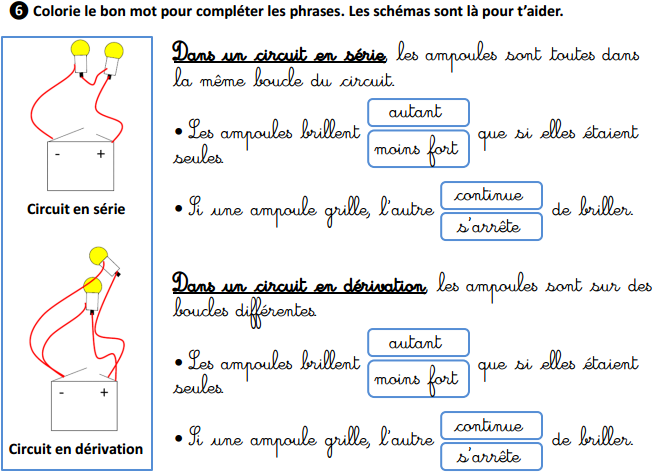 6 Colorie le bon mot pour compléter les phrases. Les schémas sont là pour t'aider.
- +
Circuit en série
Dans un circuit en série, les ampoules sont toutes dans
la même boucle du circuit.
autant
• Les ampoules brillent que si elles étaient
moins fort
seules.
continue
• Si une ampoule grille, l'autre de briller.
s'arrête
- +
Circuit en dérivation
Dans un circuit en dérivation, les ampoules sont sur des
boucles différentes.
autant
• Les ampoules brillent que si elles étaient
moins fort
seules.
continue
• Si une ampoule grille, l'autre de briller.
s'arrête